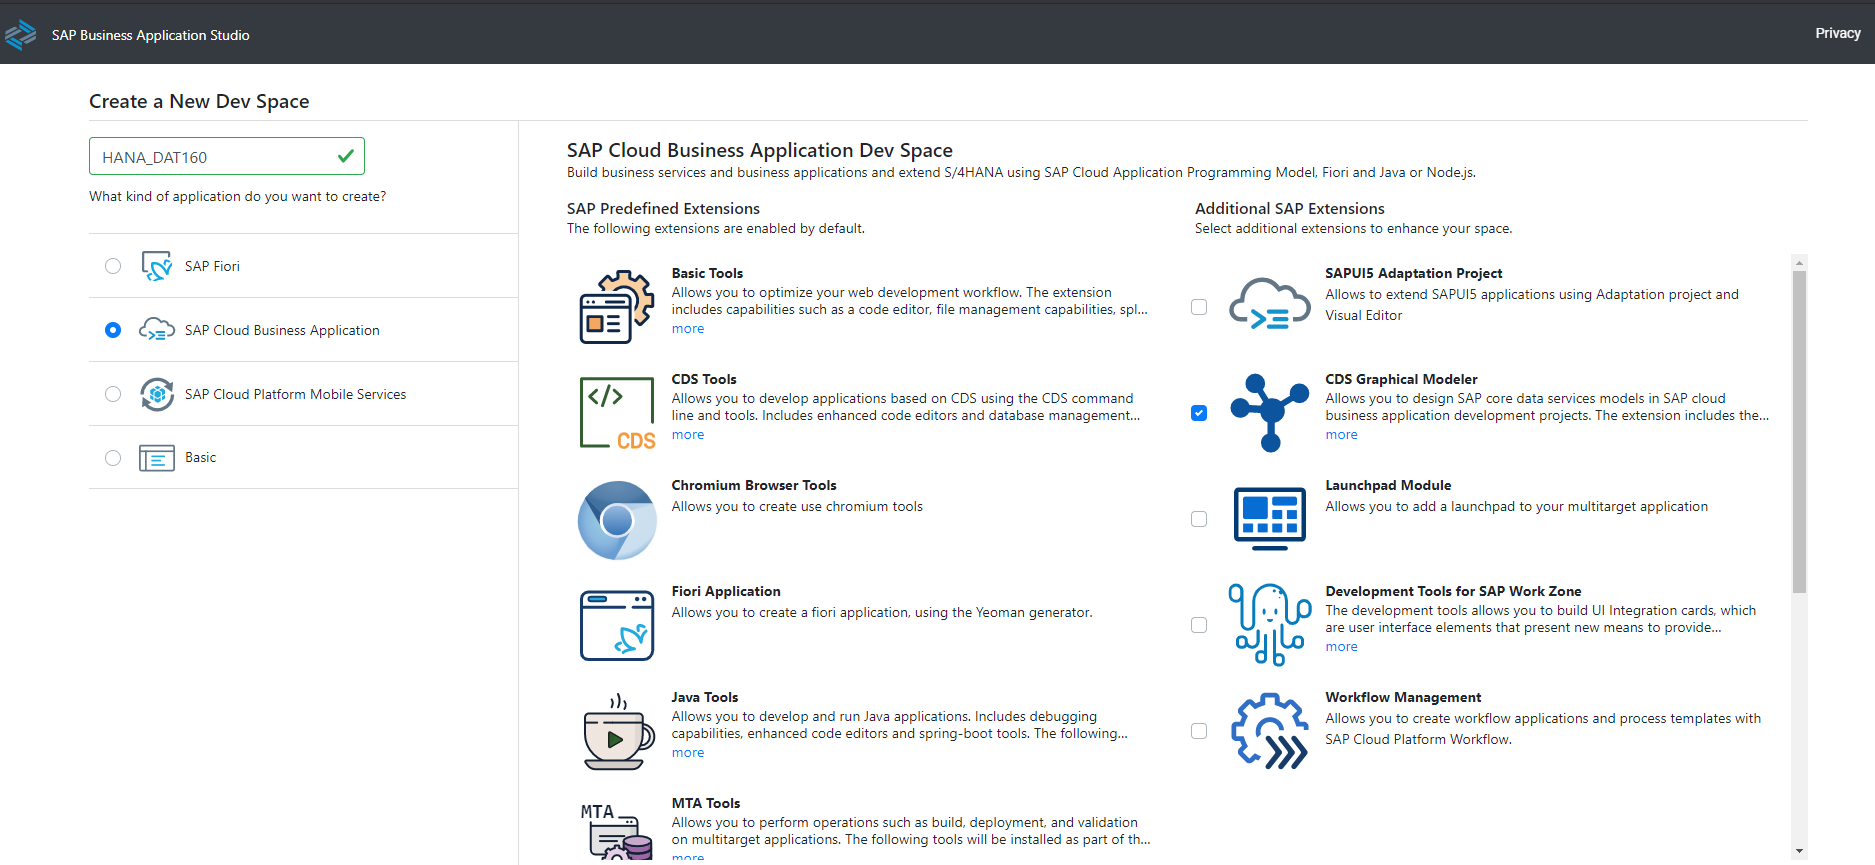 SAP Business Application Studio
Privacy
Create a New Dev Space
HANA_DAT160
What kind of application do you want to create?
SAP Fiori
SAP Cloud Business Application
SAP Cloud Platform Mobile Services
Basic
SAP Cloud Business Application Dev Space
Build business services and business applications and extend S/4HANA using SAP Cloud Application Programming Model, Fiori and Java or Node.js.
SAP Predefined Extensions
The following extensions are enabled by default.
Basic Tools
Allows you to optimize your web development workflow. The extension
includes capabilities such as a code editor, file management capabilities, spl...
more
CDS
CDS Tools
Allows you to develop applications based on CDS using the CDS command
line and tools. Includes enhanced code editors and database management...
more
Chromium Browser Tools
Allows you to create use chromium tools
Fiori Application
Allows you to create a fiori application, using the Yeoman generator.
Java Tools
Allows you to develop and run Java applications. Includes debugging
capabilities, enhanced code editors and spring-boot tools. The following...
more
MTA
MTA Tools
Allows you to perform operations such as build, deployment, and validation
on multitarget applications. The following tools will be installed as part of th...
more
Additional SAP Extensions
Select additional extensions to enhance your space.
SAPUI5 Adaptation Project
Allows to extend SAPUI5 applications using Adaptation project and
Visual Editor
CDS Graphical Modeler
Allows you to design SAP core data services models in SAP cloud
business application development projects. The extension includes the...
more
Launchpad Module
Allows you to add a launchpad to your multitarget application
Development Tools for SAP Work Zone
The development tools allows you to build UI Integration cards, which
are user interface elements that present new means to provide...
more
Workflow Management
Allows you to create workflow applications and process templates with
SAP Cloud Platform Workflow.